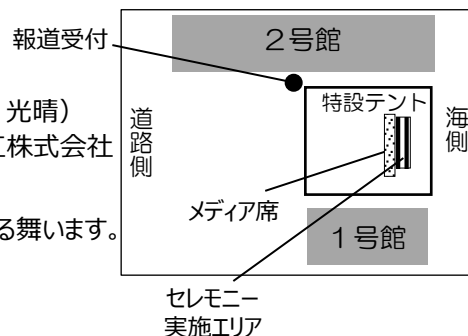 報道受付
2号館
光晴)
工株式会社
道路側
特設テント
海側
メディア席
る舞います。
1号館
セレモニー
実施エリア